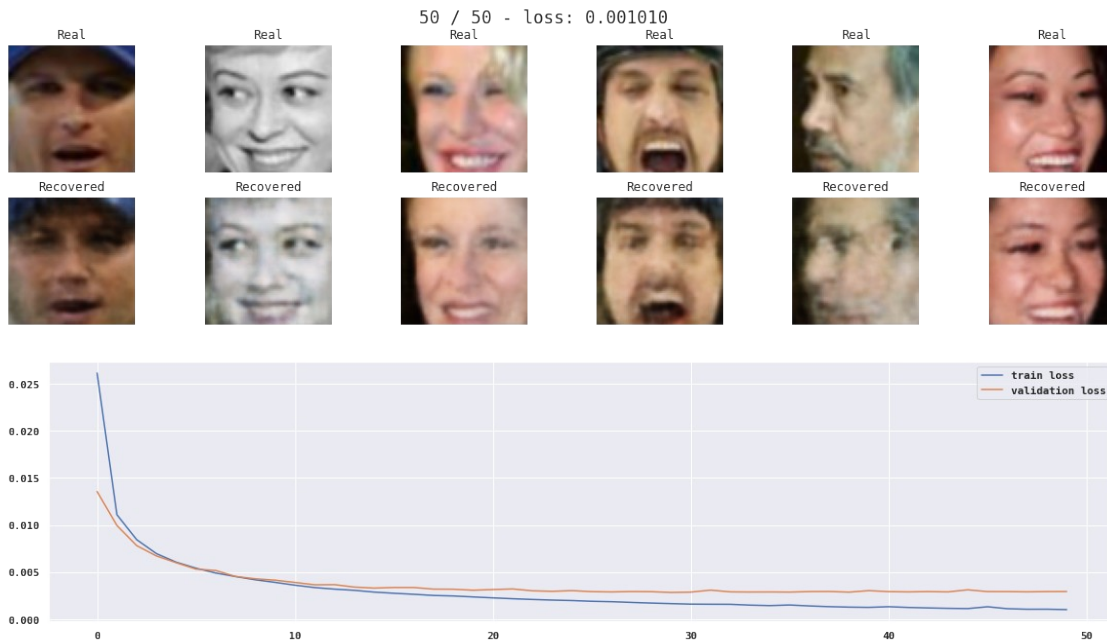 50 / 50 - loss: 0.001010
Real Real Real Real Real Real
Recovered Recovered Recovered Recovered Recovered Recovered
train loss
validation loss
0.025
0.020
0.015
0.010
0.005
0.000
0 10 20 30 40 50